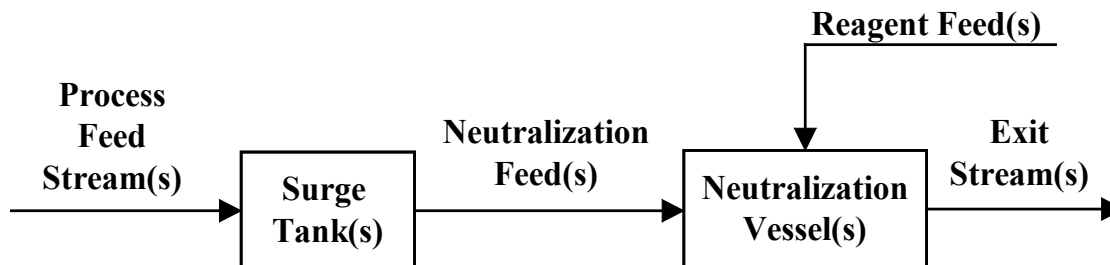 Process
Feed
Stream(s)
Surge
Tank(s)
Neutralization
Feed(s)
Reagent Feed(s)
Neutralization
Vessel(s)
Exit
Stream(s)